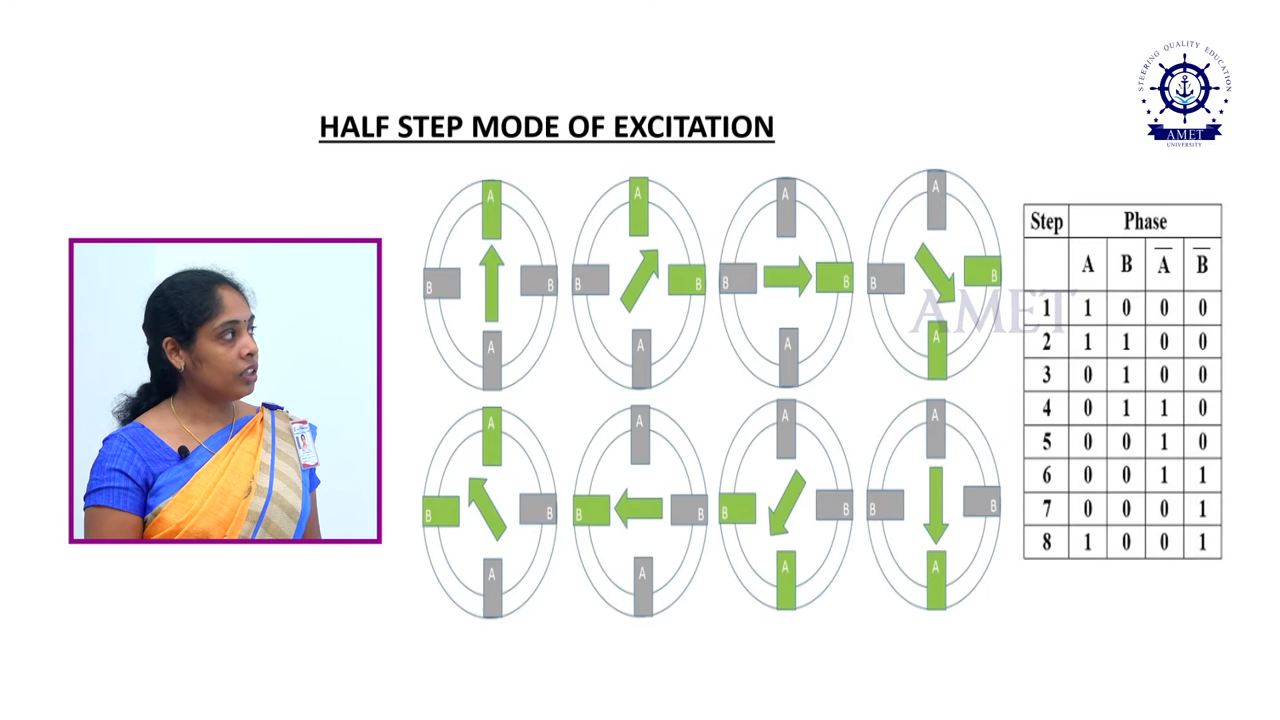 STEERING QUALITY EDUCATION
AMET
UNIVERSITY
HALF STEP MODE OF EXCITATION
A A A A
B B B B B B B B
A A A A
A A A A
B B B B B B B B
A A A A
AMET
Step Phase
A B A̅ B̅
1 1 0 0 0
2 1 1 0 0
3 0 1 0 0
4 0 1 1 0
5 0 0 1 0
6 0 0 1 1
7 0 0 0 1
8 1 0 0 1